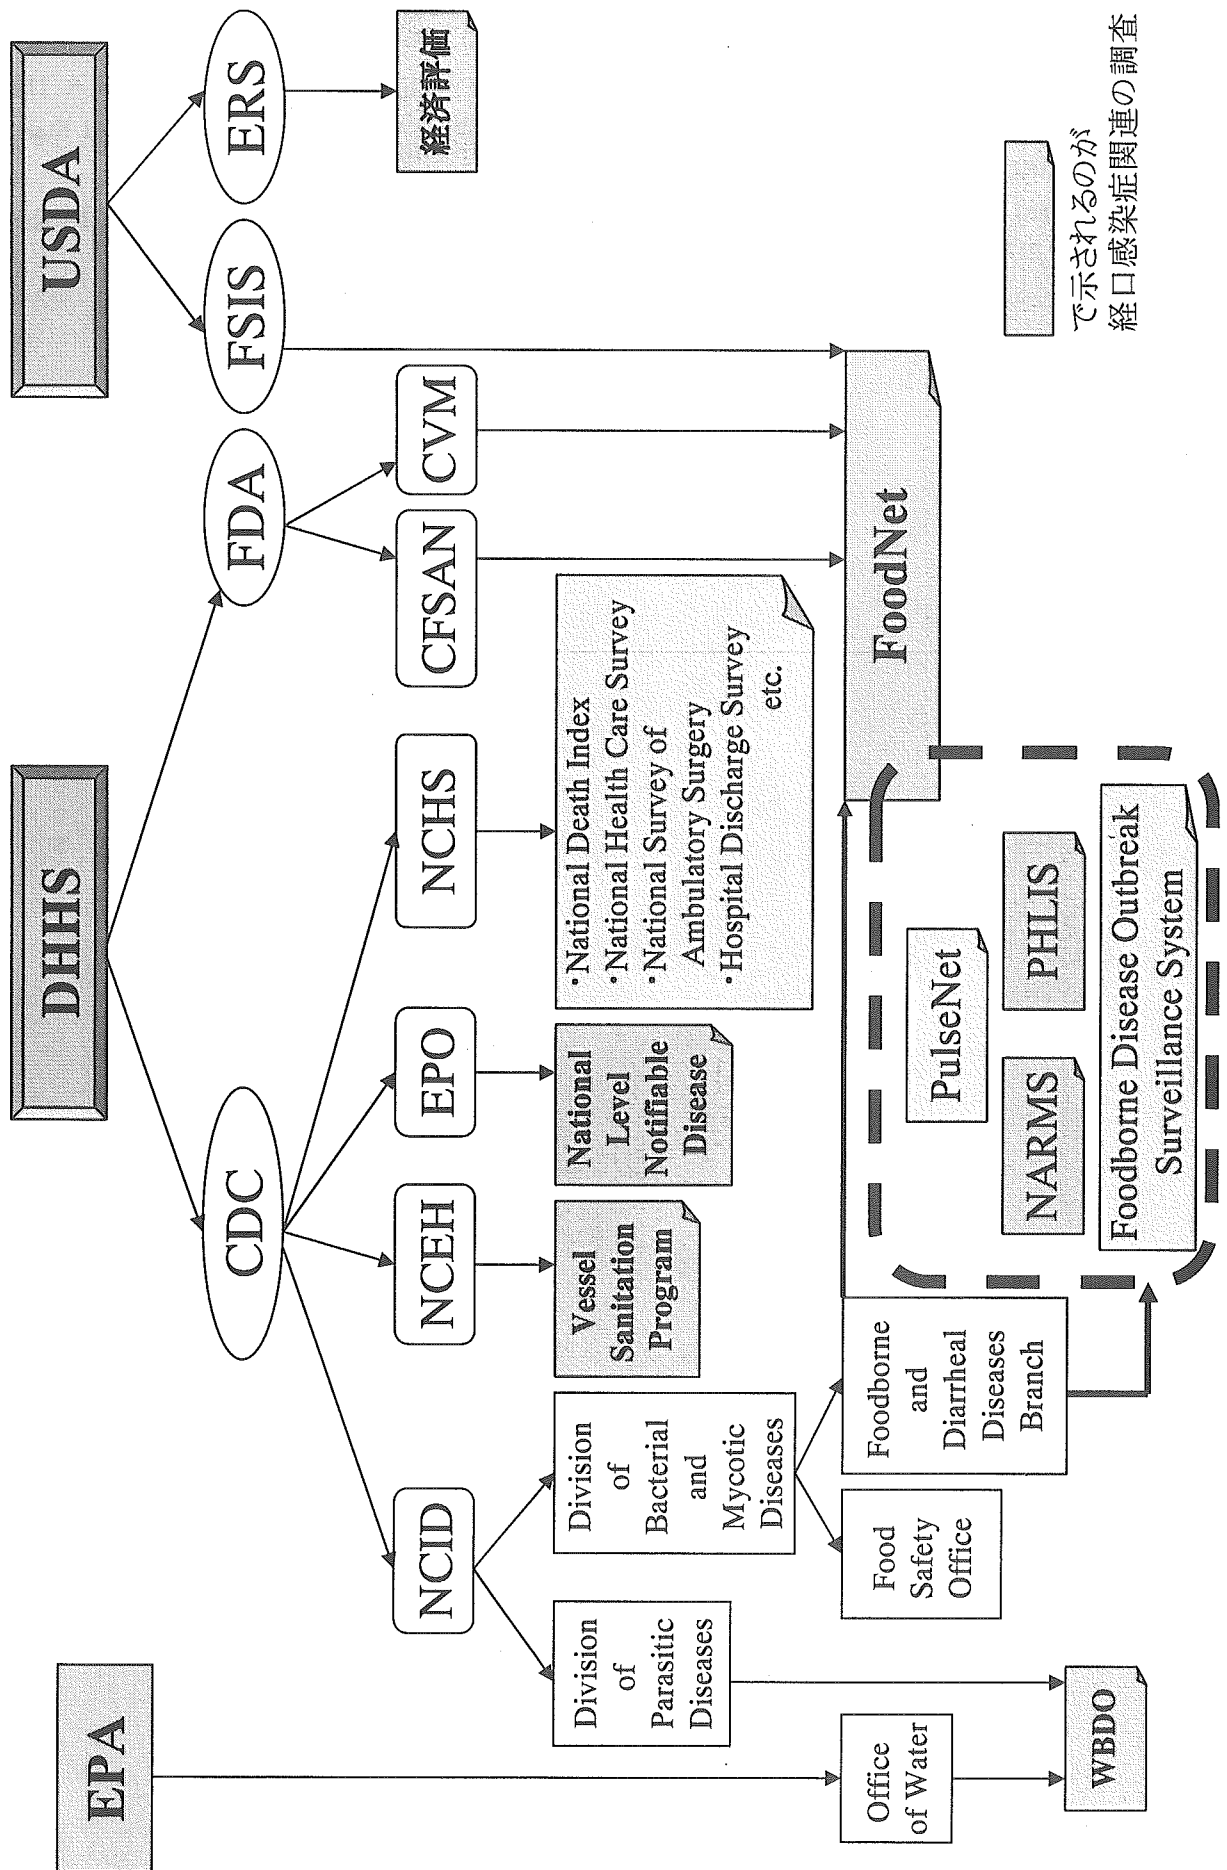 EPA
DHHS
USDA
CDC
FDA
FSIS
ERS
NCID
NCEH
EPO
NCHS
CFSAN
CVM
経済評価
Division
of
Parasitic
Diseases
Division
of
Bacterial
and
Mycotic
Diseases
Vessel
Sanitation
Program
National
Level
Notifiable
Disease
・National Death Index
・National Health Care Survey
・National Survey of
Ambulatory Surgery
・Hospital Discharge Survey
etc.
Office
of Water
Food
Safety
Office
Foodborne
and
Diarrheal
Diseases
Branch
FoodNet
WBDO
PulseNet
NARMS
PHLIS
Foodborne Disease Outbreak
Surveillance System
で示されるのが
経口感染症関連の調査